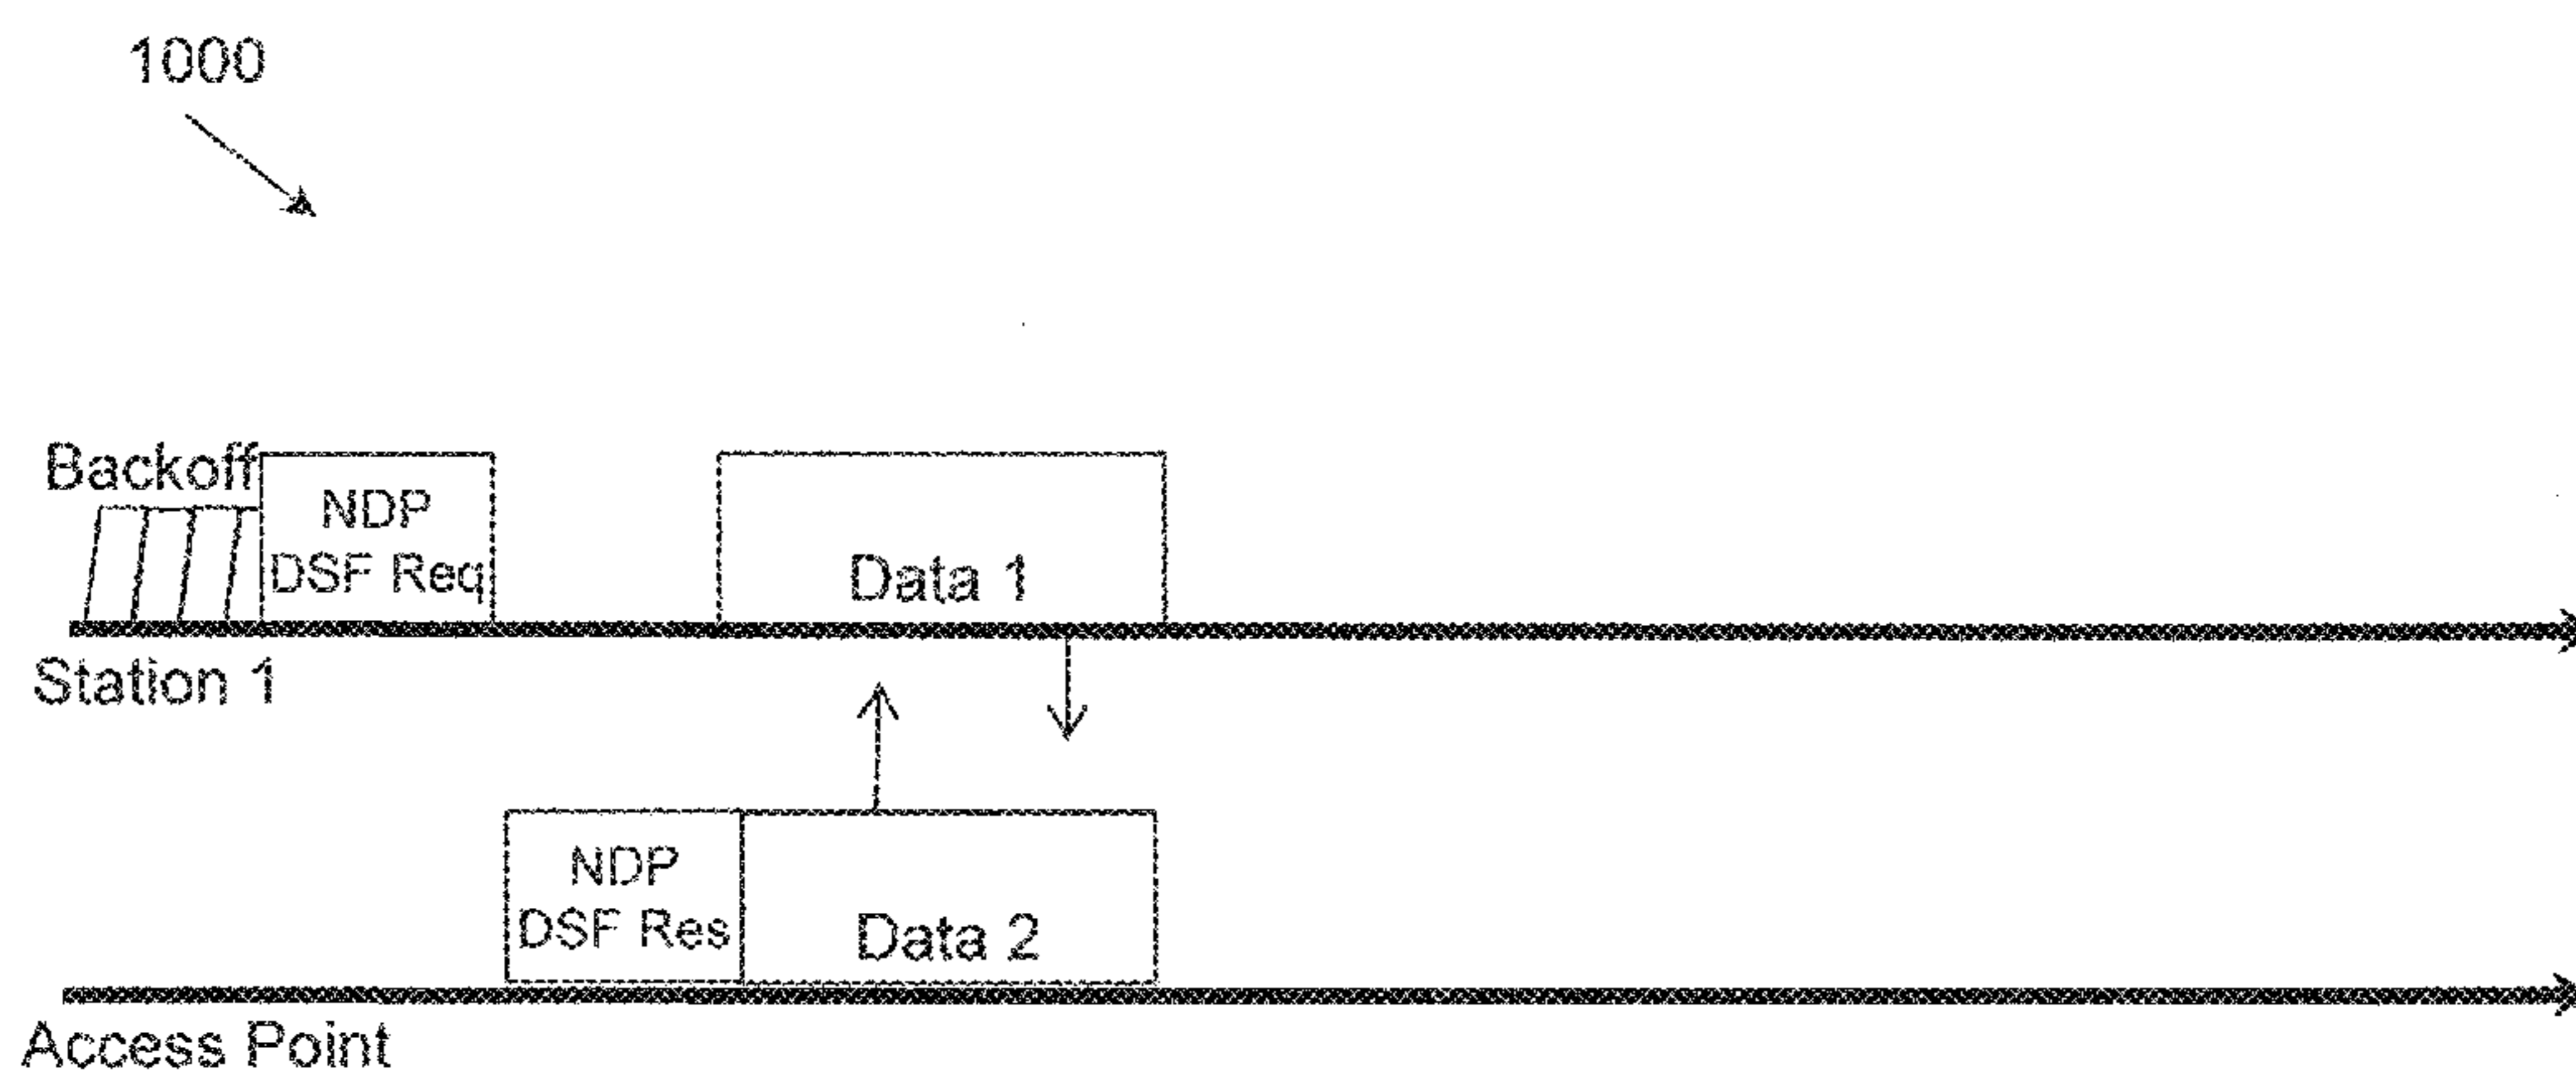 1000
Backoff
NDP
DSF Req
Data 1
Station 1
NDP
DSF Res
Data 2
Access Point